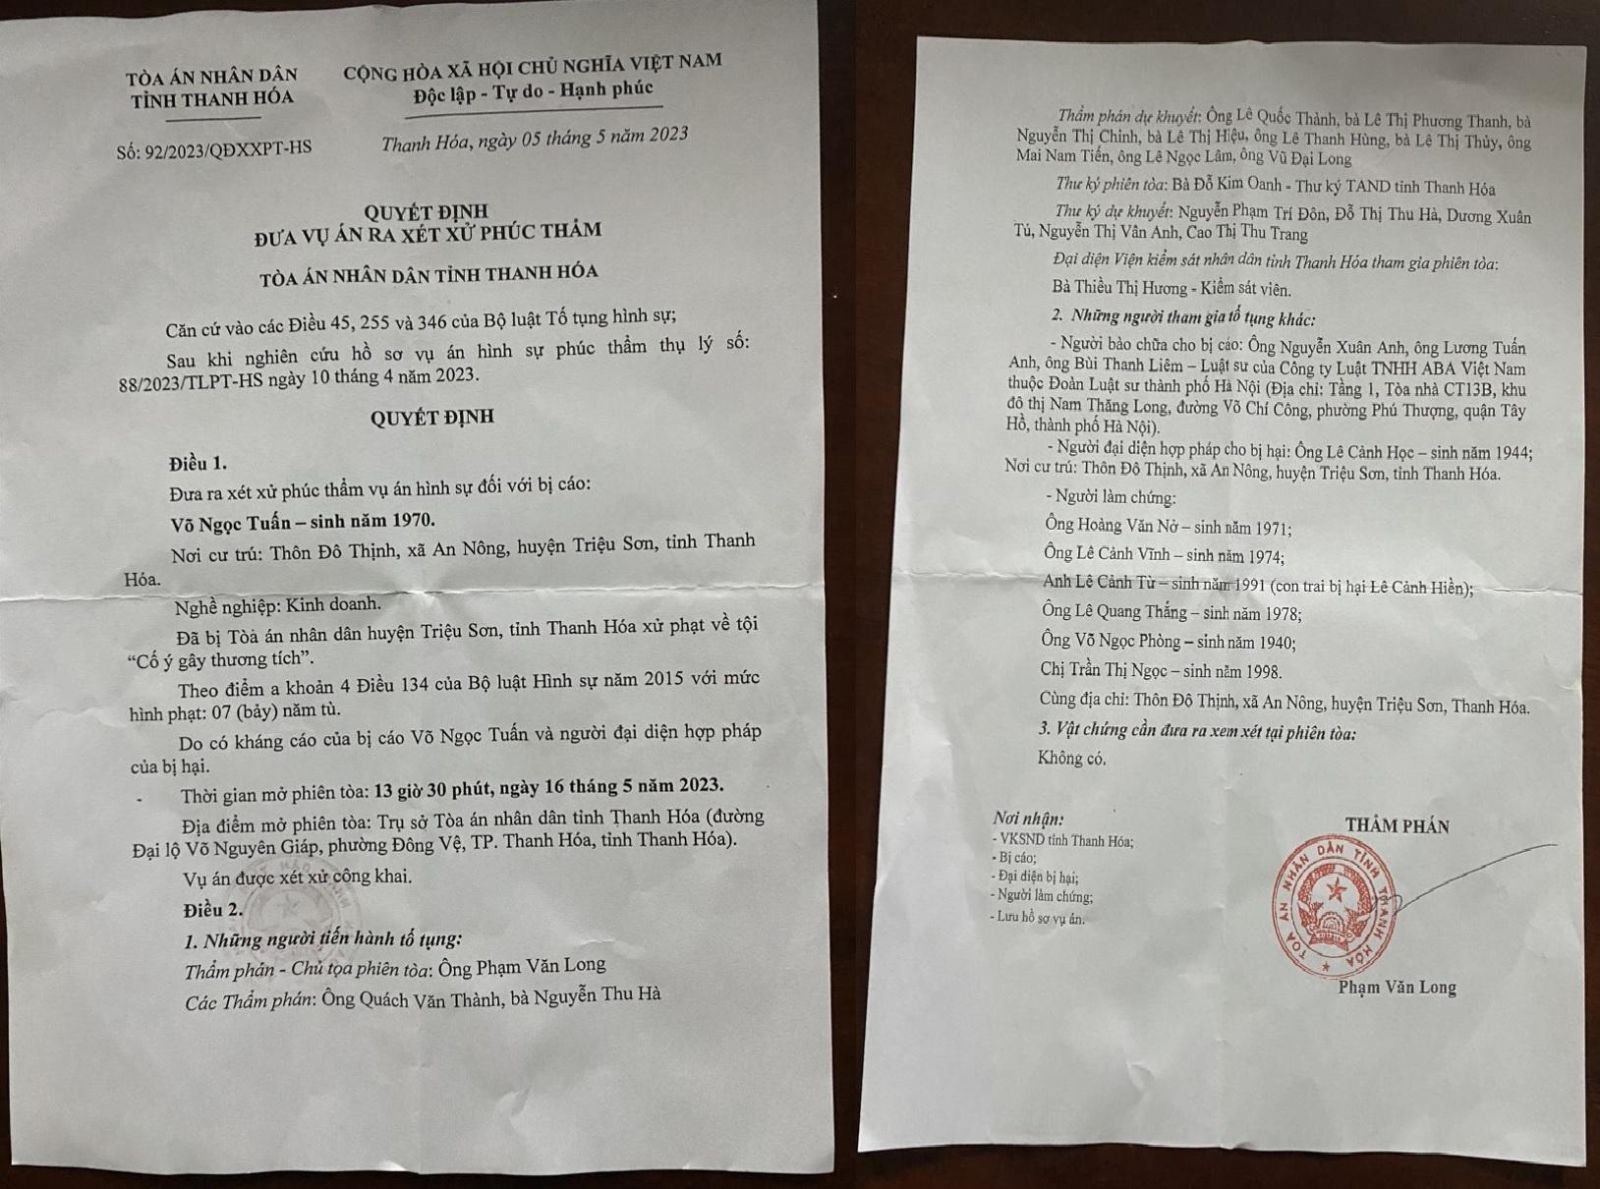 TÒA ÁN NHÂN DÂN
TỈNH THANH HÓA
Số: 92/2023/QĐXXPT-HS
CỘNG HÒA XÃ HỘI CHỦ NGHĨA VIỆT NAM
Độc lập - Tự do - Hạnh phúc
Thanh Hóa, ngày 05 tháng 5 năm 2023
QUYẾT ĐỊNH
ĐƯA VỤ ÁN RA XÉT XỬ PHÚC THẨM
TÒA ÁN NHÂN DÂN TỈNH THANH HÓA
Căn cứ vào các Điều 45, 255 và 346 của Bộ luật Tố tụng hình sự;
Sau khi nghiên cứu hồ sơ vụ án hình sự phúc thẩm thụ lý số:
88/2023/TLPT-HS ngày 10 tháng 4 năm 2023.
QUYẾT ĐỊNH
Điều 1.
Đưa ra xét xử phúc thẩm vụ án hình sự đối với bị cáo:
Võ Ngọc Tuấn – sinh năm 1970.
Nơi cư trú: Thôn Đô Thịnh, xã An Nông, huyện Triệu Sơn, tỉnh Thanh
Hóa.
Nghề nghiệp: Kinh doanh.
Đã bị Tòa án nhân dân huyện Triệu Sơn, tỉnh Thanh Hóa xử phạt về tội
“Cố ý gây thương tích”.
Theo điểm a khoản 4 Điều 134 của Bộ luật Hình sự năm 2015 với mức
hình phạt: 07 (bảy) năm tù.
Do có kháng cáo của bị cáo Võ Ngọc Tuấn và người đại diện hợp pháp
của bị hại.
Thời gian mở phiên tòa: 13 giờ 30 phút, ngày 16 tháng 5 năm 2023.
Địa điểm mở phiên tòa: Trụ sở Tòa án nhân dân tỉnh Thanh Hóa (đường
Đại lộ Võ Nguyên Giáp, phường Đông Vệ, TP. Thanh Hóa, tỉnh Thanh Hóa).
Vụ án được xét xử công khai.
Điều 2.
1. Những người tiến hành tố tụng:
Thẩm phán - Chủ tọa phiên tòa: Ông Phạm Văn Long
Các Thẩm phán: Ông Quách Văn Thành, bà Nguyễn Thu Hà
Thẩm phán dự khuyết: Ông Lê Quốc Thành, bà Lê Thị Phương Thanh, bà
Nguyễn Thị Chinh, bà Lê Thị Hiệu, ông Lê Thanh Hùng, bà Lê Thị Thủy, ông
Mai Nam Tiến, ông Lê Ngọc Lâm, ông Vũ Đại Long
Thư ký phiên tòa: Bà Đỗ Kim Oanh - Thư ký TAND tỉnh Thanh Hóa
Thư ký dự khuyết: Nguyễn Phạm Trí Đôn, Đỗ Thị Thu Hà, Dương Xuân
Tú, Nguyễn Thị Vân Anh, Cao Thị Thu Trang
Đại diện Viện kiểm sát nhân dân tỉnh Thanh Hóa tham gia phiên tòa:
Bà Thiều Thị Hương - Kiểm sát viên.
2. Những người tham gia tố tụng khác:
- Người bảo chữa cho bị cáo: Ông Nguyễn Xuân Anh, ông Lương Tuấn
Anh, ông Bùi Thanh Liêm – Luật sư của Công ty Luật TNHH ABA Việt Nam
thuộc Đoàn Luật sư thành phố Hà Nội (Địa chỉ: Tầng 1, Tòa nhà CT13B, khu
đô thị Nam Thăng Long, đường Võ Chí Công, phường Phú Thượng, quận Tây
Hồ, thành phố Hà Nội).
- Người đại diện hợp pháp cho bị hại: Ông Lê Cảnh Học – sinh năm 1944;
Nơi cư trú: Thôn Đô Thịnh, xã An Nông, huyện Triệu Sơn, tỉnh Thanh Hóa.
- Người làm chứng:
Ông Hoàng Văn Nở – sinh năm 1971;
Ông Lê Cảnh Vĩnh – sinh năm 1974;
Anh Lê Cảnh Từ – sinh năm 1991 (con trai bị hại Lê Cảnh Hiền);
Ông Lê Quang Thắng – sinh năm 1978;
Ông Võ Ngọc Phòng – sinh năm 1940;
Chị Trần Thị Ngọc – sinh năm 1998.
Cùng địa chỉ: Thôn Đô Thịnh, xã An Nông, huyện Triệu Sơn, Thanh Hóa.
3. Vật chứng cần đưa ra xem xét tại phiên tòa:
Không có.
Nơi nhận:
- VKSND tỉnh Thanh Hóa;
- Bị cáo;
- Đại diện bị hại;
- Người làm chứng;
- Lưu hồ sơ vụ án.
THẨM PHÁN
TÒA ÁN NHÂN DÂN TỈNH THANH HÓA
Phạm Văn Long